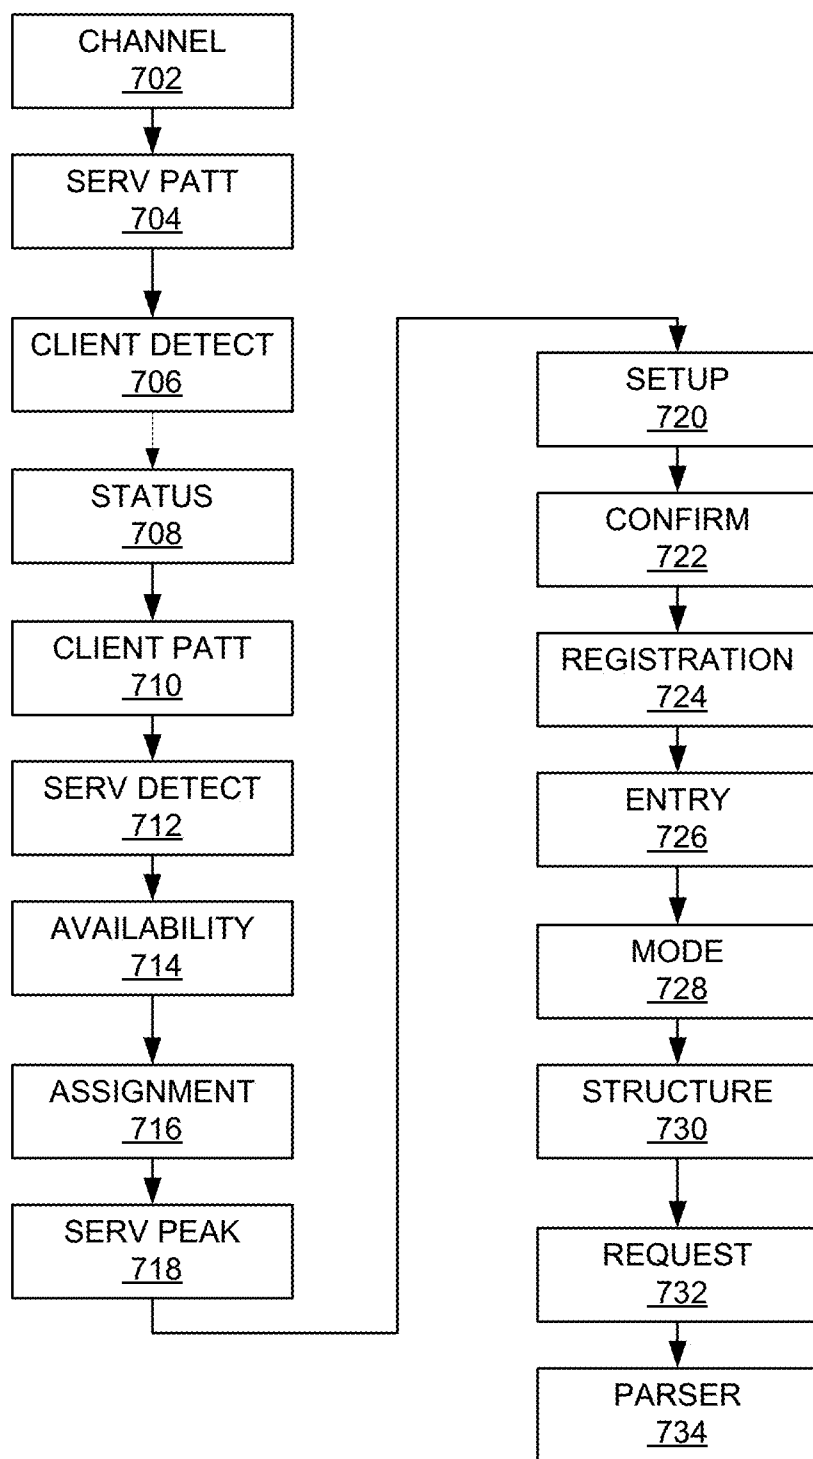 CHANNEL
702
SERV PATT
704
CLIENT DETECT
706
STATUS
708
CLIENT PATT
710
SERV DETECT
712
AVAILABILITY
714
ASSIGNMENT
716
SERV PEAK
718
SETUP
720
CONFIRM
722
REGISTRATION
724
ENTRY
726
MODE
728
STRUCTURE
730
REQUEST
732
PARSER
734